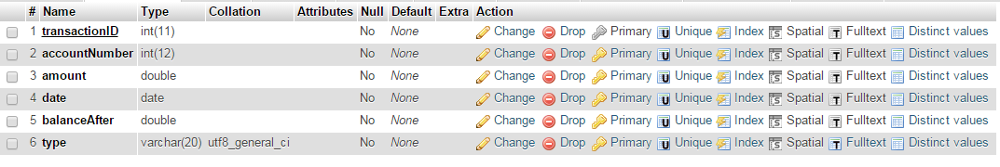 # Name Type Collation Attributes Null Default Extra Action
1 transactionID int(11) No None Change Drop Primary Unique Index Spatial Fulltext Distinct values
2 accountNumber int(12) No None Change Drop Primary Unique Index Spatial Fulltext Distinct values
3 amount double No None Change Drop Primary Unique Index Spatial Fulltext Distinct values
4 date date No None Change Drop Primary Unique Index Spatial Fulltext Distinct values
5 balanceAfter double No None Change Drop Primary Unique Index Spatial Fulltext Distinct values
6 type varchar(20) utf8_general_ci No None Change Drop Primary Unique Index Spatial Fulltext Distinct values